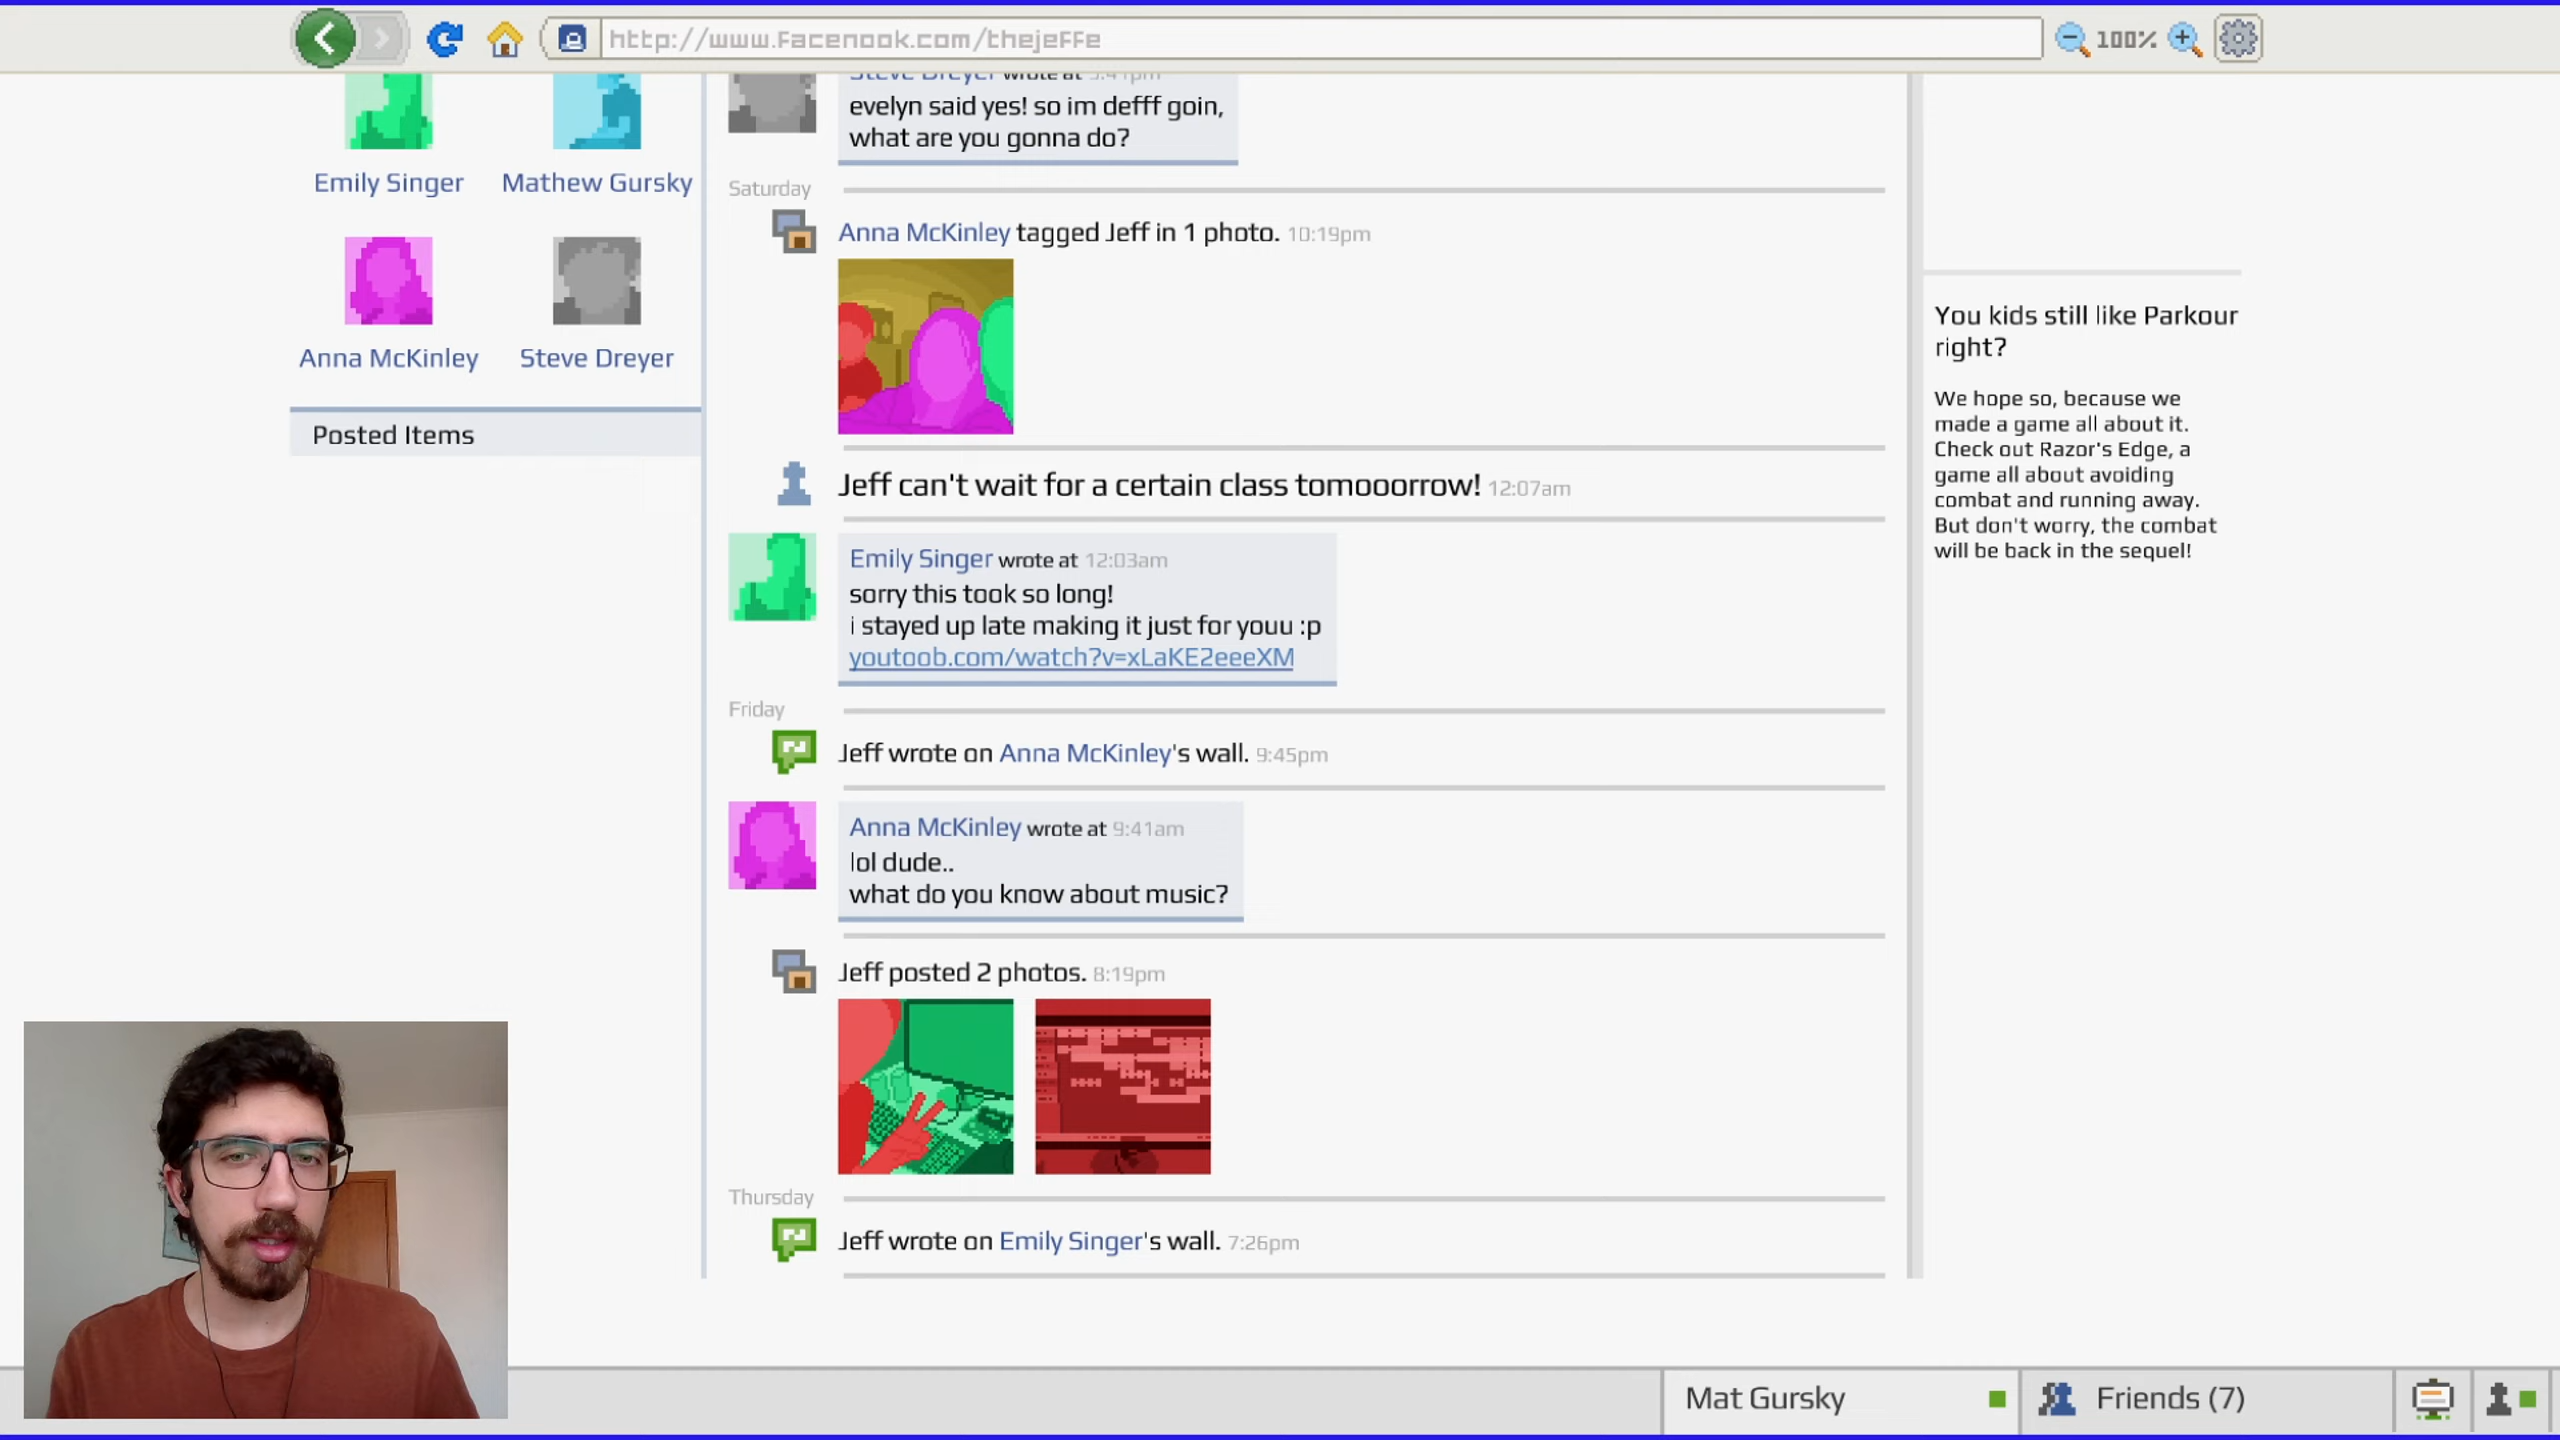 http://www.facenook.com/thejeffe
100%
Steve Dreyer wrote at 3:41pm
evelyn said yes! so im defff goin,
what are you gonna do?
Emily Singer
Mathew Gursky
Anna McKinley
Steve Dreyer
Posted Items
Saturday
Anna McKinley tagged Jeff in 1 photo. 10:19pm
Jeff can't wait for a certain class tomooorrow! 12:07am
Emily Singer wrote at 12:03am
sorry this took so long!
i stayed up late making it just for youu :p
youtoob.com/watch?v=xLaKE2eeeXM
Friday
Jeff wrote on Anna McKinley's wall. 9:45pm
Anna McKinley wrote at 9:41am
lol dude..
what do you know about music?
Jeff posted 2 photos. 8:19pm
Thursday
Jeff wrote on Emily Singer's wall. 7:26pm
You kids still like Parkour
right?
We hope so, because we
made a game all about it.
Check out Razor's Edge, a
game all about avoiding
combat and running away.
But don't worry, the combat
will be back in the sequel!
Mat Gursky
Friends (7)